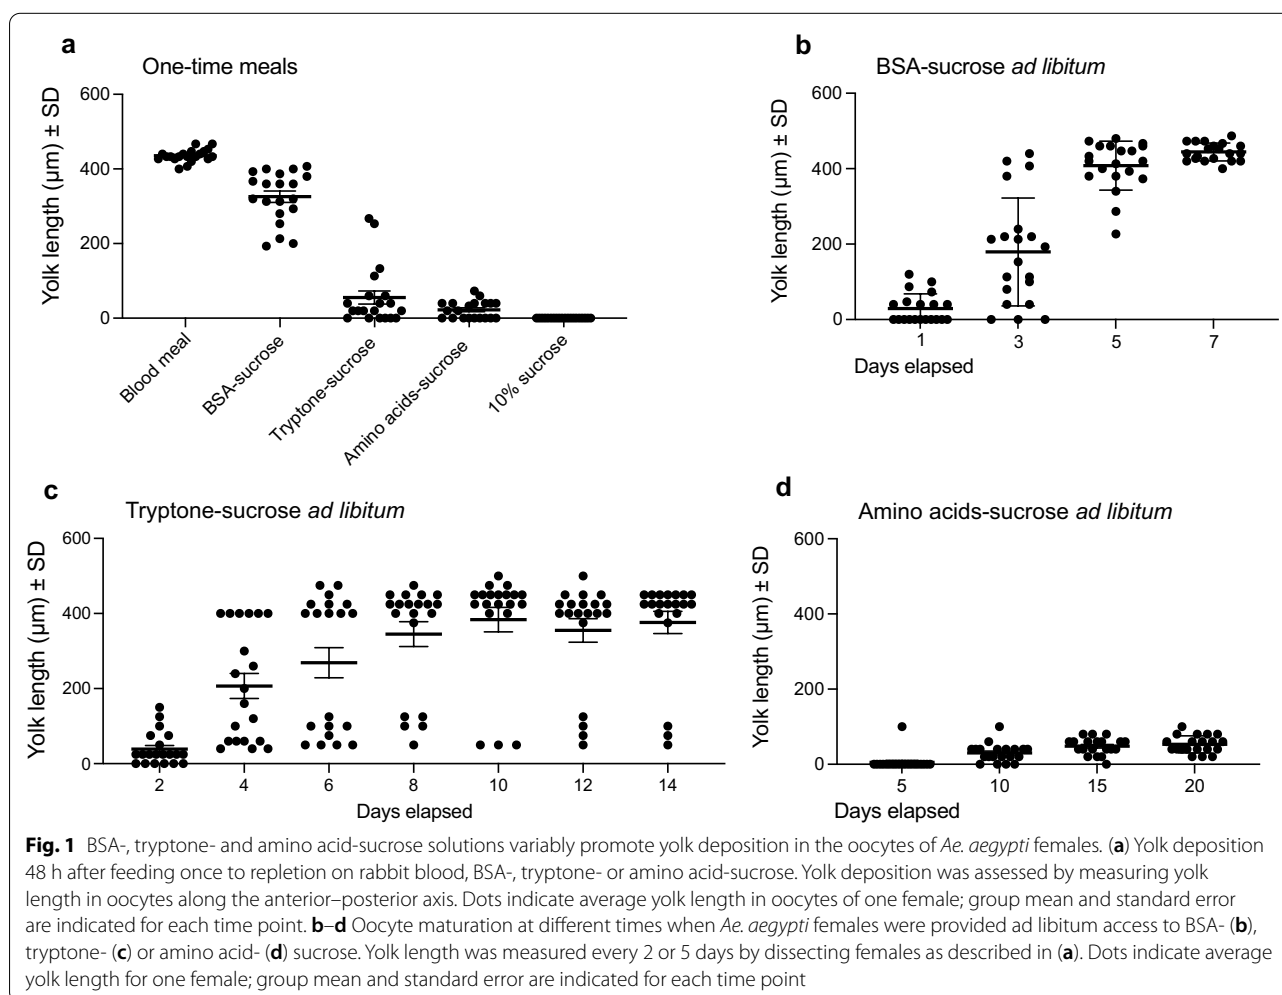 a
One-time meals
Yolk length (µm) ± SD
600
400
200
0
Blood meal
BSA-sucrose
Tryptone-sucrose
Amino acids-sucrose
10% sucrose
b
BSA-sucrose ad libitum
Yolk length (µm) ± SD
600
400
200
0
1 3 5 7
Days elapsed
c
Tryptone-sucrose ad libitum
Yolk length (µm) ± SD
600
400
200
0
2 4 6 8 10 12 14
Days elapsed
d
Amino acids-sucrose ad libitum
Yolk length (µm) ± SD
600
400
200
0
5 10 15 20
Days elapsed
Fig. 1 BSA-, tryptone- and amino acid-sucrose solutions variably promote yolk deposition in the oocytes of Ae. aegypti females. (a) Yolk deposition
48 h after feeding once to repletion on rabbit blood, BSA-, tryptone- or amino acid-sucrose. Yolk deposition was assessed by measuring yolk
length in oocytes along the anterior–posterior axis. Dots indicate average yolk length in oocytes of one female; group mean and standard error
are indicated for each time point. b–d Oocyte maturation at different times when Ae. aegypti females were provided ad libitum access to BSA- (b),
tryptone- (c) or amino acid- (d) sucrose. Yolk length was measured every 2 or 5 days by dissecting females as described in (a). Dots indicate average
yolk length for one female; group mean and standard error are indicated for each time point